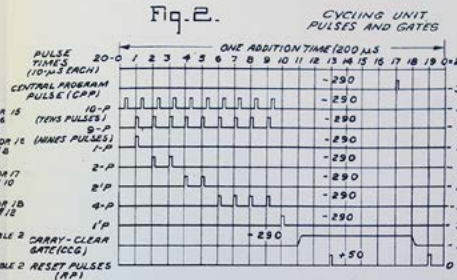 Fig. 2.
CYCLING UNIT
PULSES AND GATES
ONE ADDITION TIME (200 μS
PULSE TIMES (10-μS EACH) 20-0 1 2 3 4 5 6 7 8 9 10 11 12 13 14 15 16 17 18 19 0
CENTRAL PROGRAM PULSE (CPP) -290
10-P (TENS PULSES) -290
9-P (NINES PULSES) -290
1-P -290
2-P -290
2'P -290
4-P -290
1'P -290
CARRY-CLEAR GATE (CCG) -290
RESET PULSES (RP) +50